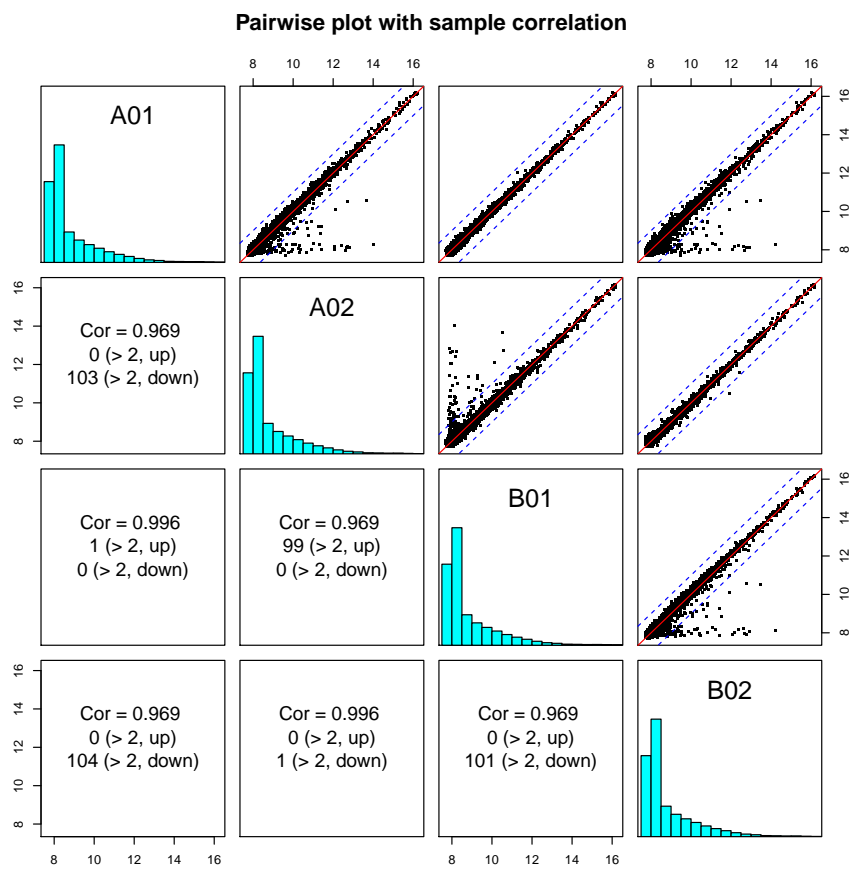 Pairwise plot with sample correlation
8 10 12 14 16
8 10 12 14 16
A01
8 10 12 14 16
8 10 12 14 16
A02
Cor = 0.969
0 (> 2, up)
103 (> 2, down)
B01
Cor = 0.996
1 (> 2, up)
0 (> 2, down)
Cor = 0.969
99 (> 2, up)
0 (> 2, down)
8 10 12 14 16
8 10 12 14 16
B02
Cor = 0.969
0 (> 2, up)
104 (> 2, down)
Cor = 0.996
0 (> 2, up)
1 (> 2, down)
Cor = 0.969
0 (> 2, up)
101 (> 2, down)
8 10 12 14 16
8 10 12 14 16